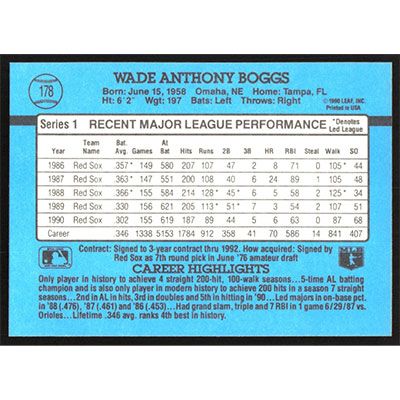 178
WADE ANTHONY BOGGS
Born: June 15, 1958 Omaha, NE Home: Tampa, FL
Ht: 6'2" Wgt: 197 Bats: Left Throws: Right
©1990 LEAF, INC.
Printed in USA
Series 1 RECENT MAJOR LEAGUE PERFORMANCE *Denotes Led League
Year Team Name Bat. Avg. Games At Bat Hits Runs 2B 3B HR RBI Steal Walk SO
1986 Red Sox .357* 149 580 207 107 47 2 8 71 0 105* 44
1987 Red Sox .363* 147 551 200 108 40 6 24 89 1 105 48
1988 Red Sox .366* 155 584 214 128* 45* 6 5 58 2 125* 34
1989 Red Sox .330 156 621 205 113* 51* 7 3 54 2 107 51
1990 Red Sox .302 155 619 187 89 44 5 6 63 0 87 68
Career .346 1338 5153 1784 912 358 41 70 586 14 841 407
Contract: Signed to 3-year contract thru 1992. How acquired: Signed by
Red Sox as 7th round pick in June '76 amateur draft
CAREER HIGHLIGHTS
Only player in history to achieve 4 straight 200-hit,
100-walk seasons...5-time AL batting
champion and is also only player in modern history to achieve 200 hits in a season 7 straight
seasons...2nd in AL in hits, 3rd in doubles and 5th in hitting in '90...Led majors in on-base pct.
in '88 (.476), '87 (.461) and '86 (.453)...Had grand slam, triple and 7 RBI in 1 game 6/29/87 vs.
Orioles...Lifetime .346 avg. ranks 4th best in history.